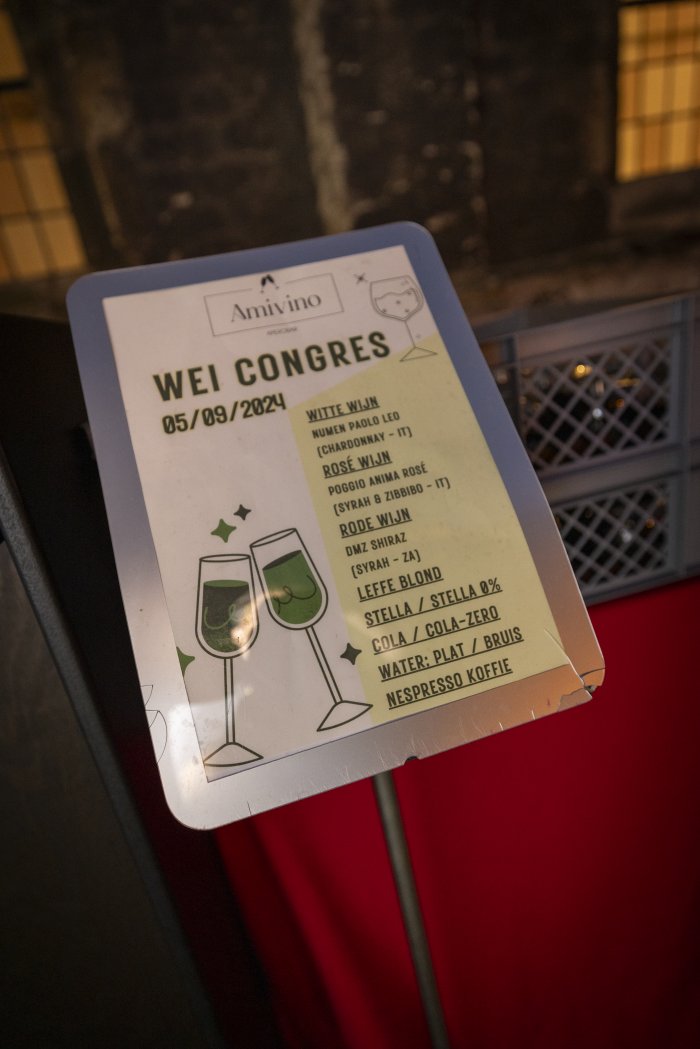 Amivino
APEROBAR
WEI CONGRES
05/09/2024
WITTE WIJN
NUMEN PAOLO LEO
(CHARDONNAY - IT)
ROSÉ WIJN
POGGIO ANIMA ROSÉ
(SYRAH & ZIBBIBO - IT)
RODE WIJN
DMZ SHIRAZ
(SYRAH - ZA)
LEFFE BLOND
STELLA / STELLA 0%
COLA / COLA-ZERO
WATER: PLAT / BRUIS
NESPRESSO KOFFIE